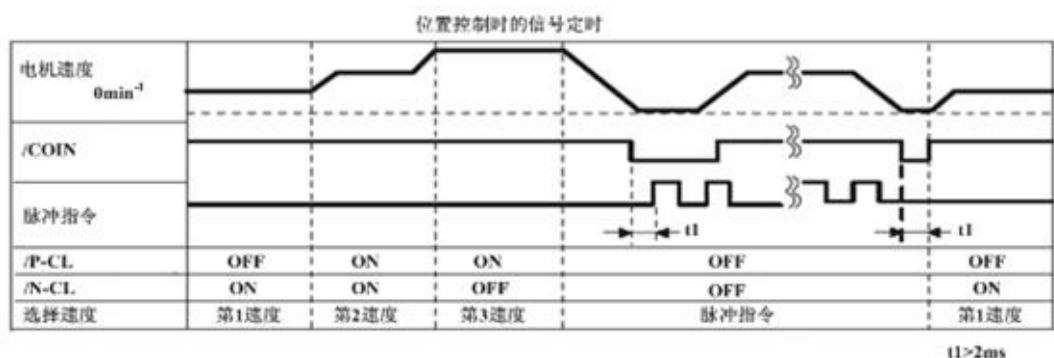 位置控制时的信号定时
电机速度
0min-1
/COIN
脉冲指令
t1 t1
/P-CL OFF ON ON OFF OFF
/N-CL ON ON OFF OFF ON
选择速度 第1速度 第2速度 第3速度 脉冲指令 第1速度
t1>2ms